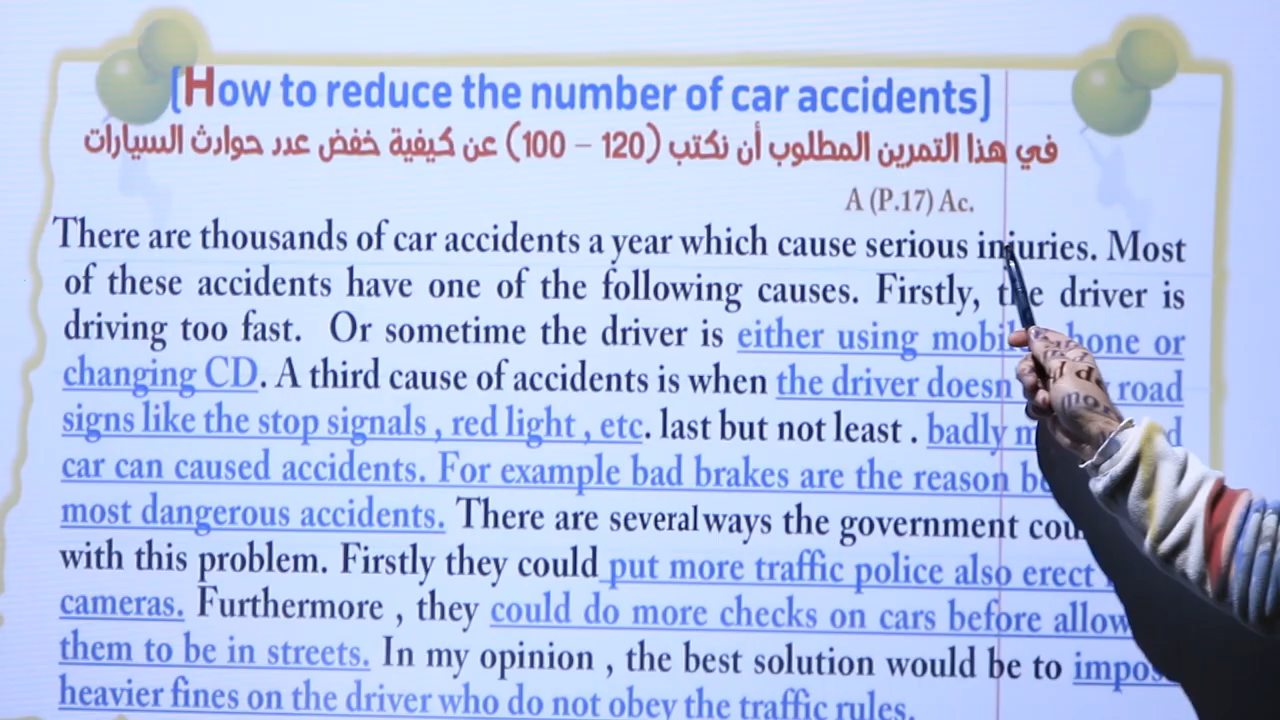 [How to reduce the number of car accidents]
في هذا التمرين المطلوب أن نكتب (120 – 100) عن كيفية خفض عدد حوادث السيارات
A (P.17) Ac.
There are thousands of car accidents a year which cause serious injuries. Most
of these accidents have one of the following causes. Firstly, the driver is
driving too fast. Or sometime the driver is either using mobile phone or
changing CD. A third cause of accidents is when the driver road
signs like the stop signals , red light , etc. last but not least . badly
car can caused accidents. For example bad brakes are the reason
most dangerous accidents. There are several ways the government
with this problem. Firstly they could put more traffic police also erect
cameras. Furthermore , they could do more checks on cars before
them to be in streets. In my opinion , the best solution would be to
heavier fines on the driver who do not obey the traffic rules.